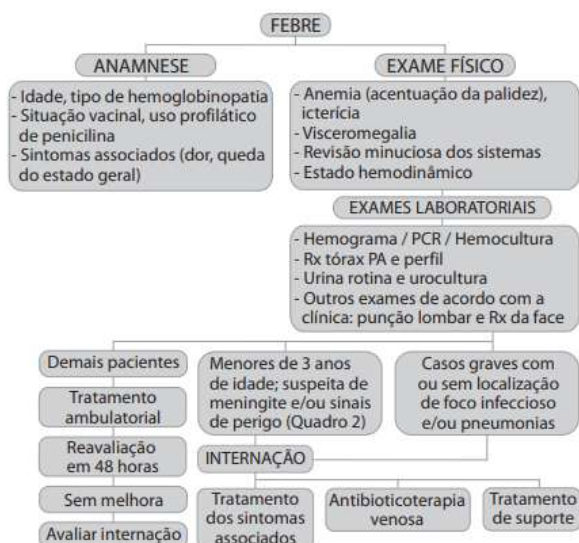 FEBRE
ANAMNESE
- Idade, tipo de hemoglobinopatia
- Situação vacinal, uso profilático
de penicilina
- Sintomas associados (dor, queda
do estado geral)
EXAME FÍSICO
- Anemia (acentuação da palidez),
icterícia
- Visceromegalia
- Revisão minuciosa dos sistemas
- Estado hemodinâmico
EXAMES LABORATORIAIS
- Hemograma / PCR / Hemocultura
- Rx tórax PA e perfil
- Urina rotina e urocultura
- Outros exames de acordo com a
clínica: punção lombar e Rx da face
Demais pacientes
Tratamento
ambulatorial
Reavaliação
em 48 horas
Sem melhora
Avaliar internação
Menores de 3 anos
de idade; suspeita de
meningite e/ou sinais
de perigo (Quadro 2)
Casos graves com
ou sem localização
de foco infeccioso
e/ou pneumonias
INTERNAÇÃO
Tratamento
dos sintomas
associados
Antibioticoterapia
venosa
Tratamento
de suporte